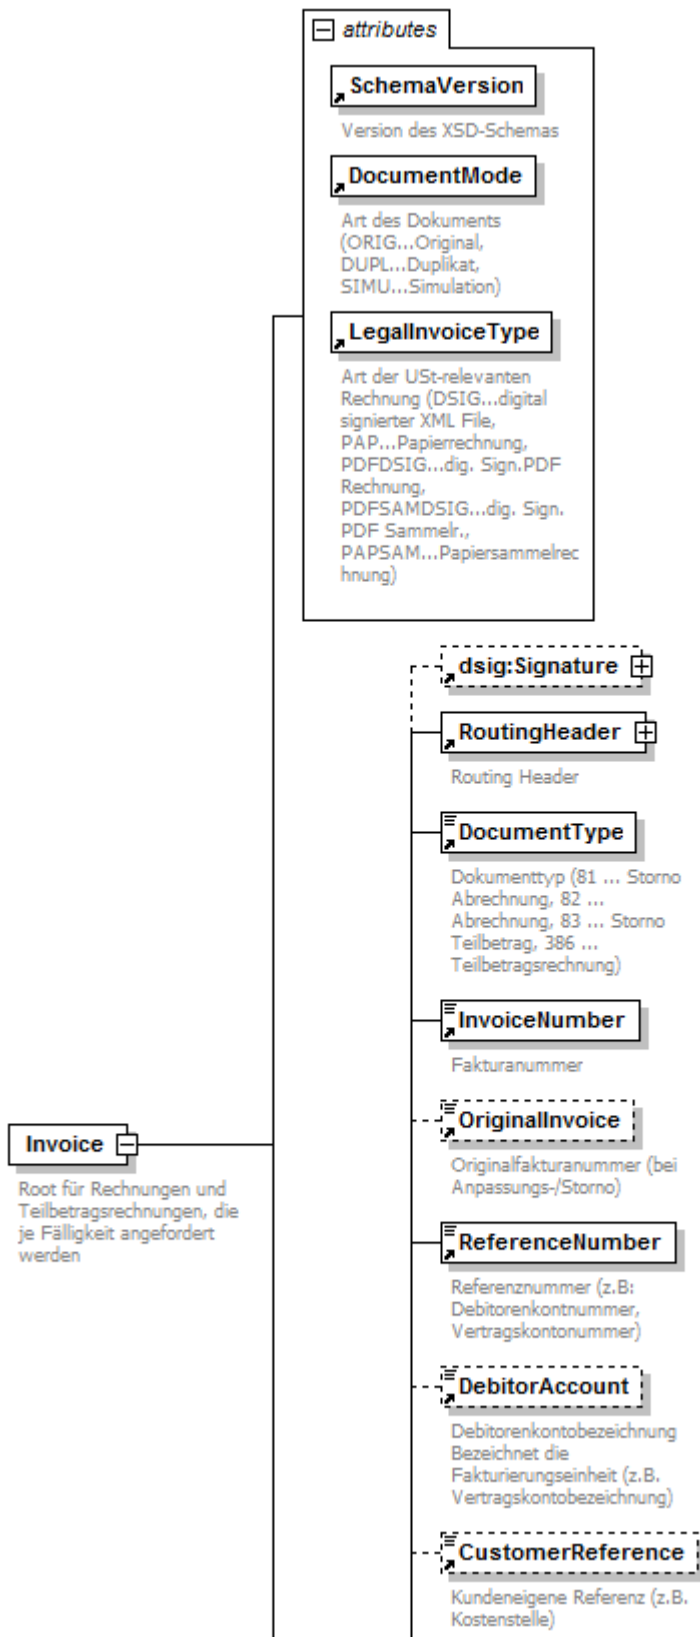 attributes
SchemaVersion
Version des XSD-Schemas
DocumentMode
Art des Dokuments
(ORIG...Original,
DUPL...Duplikat,
SIMU...Simulation)
LegalInvoiceType
Art der USt-relevanten
Rechnung (DSIG...digital
signierter XML File,
PAP...Papierrechnung,
PDFDSIG...dig. Sign.PDF
Rechnung,
PDFSAMDSIG...dig. Sign.
PDF Sammelr.,
PAPSAM...Papiersammelrec
hnung)
dsig:Signature
RoutingHeader
Routing Header
DocumentType
Dokumenttyp (81 ... Storno
Abrechnung, 82 ...
Abrechnung, 83 ... Storno
Teilbetrag, 386 ...
Teilbetragsrechnung)
InvoiceNumber
Fakturanummer
OriginalInvoice
Originalfakturanummer (bei
Anpassungs-/Storno)
Invoice
Root für Rechnungen und
Teilbetragsrechnungen, die
je Fälligkeit angefordert
werden
ReferenceNumber
Referenznummer (z.B:
Debitorenkontnummer,
Vertragskontonummer)
DebitorAccount
Debitorenkontobezeichnung
Bezeichnet die
Fakturierungseinheit (z.B.
Vertragskontobezeichnung)
CustomerReference
Kundeneigene Referenz (z.B.
Kostenstelle)